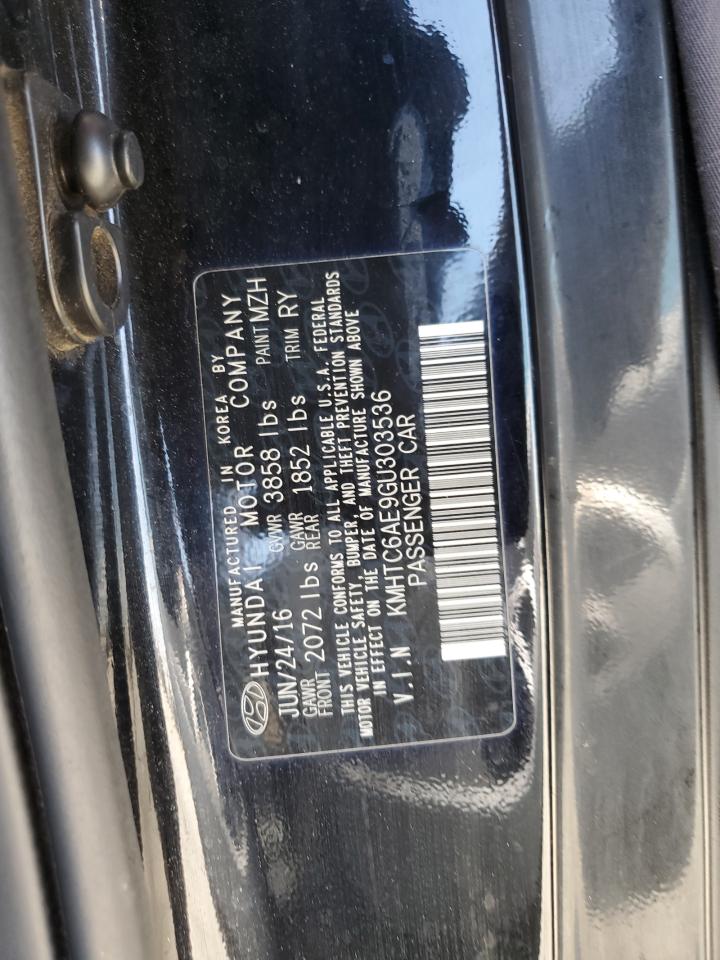 MANUFACTURED IN KOREA BY
HYUNDAI MOTOR COMPANY
JUN/24/16 GVWR 3858 lbs PAINT MZH
GAWR FRONT 2072 lbs GAWR REAR 1852 lbs TRIM RY
THIS VEHICLE CONFORMS TO ALL APPLICABLE U.S.A. FEDERAL
MOTOR VEHICLE SAFETY, BUMPER, AND THEFT PREVENTION STANDARDS
IN EFFECT ON THE DATE OF MANUFACTURE SHOWN ABOVE
V.I.N KMHTC6AE9GU303536
PASSENGER CAR